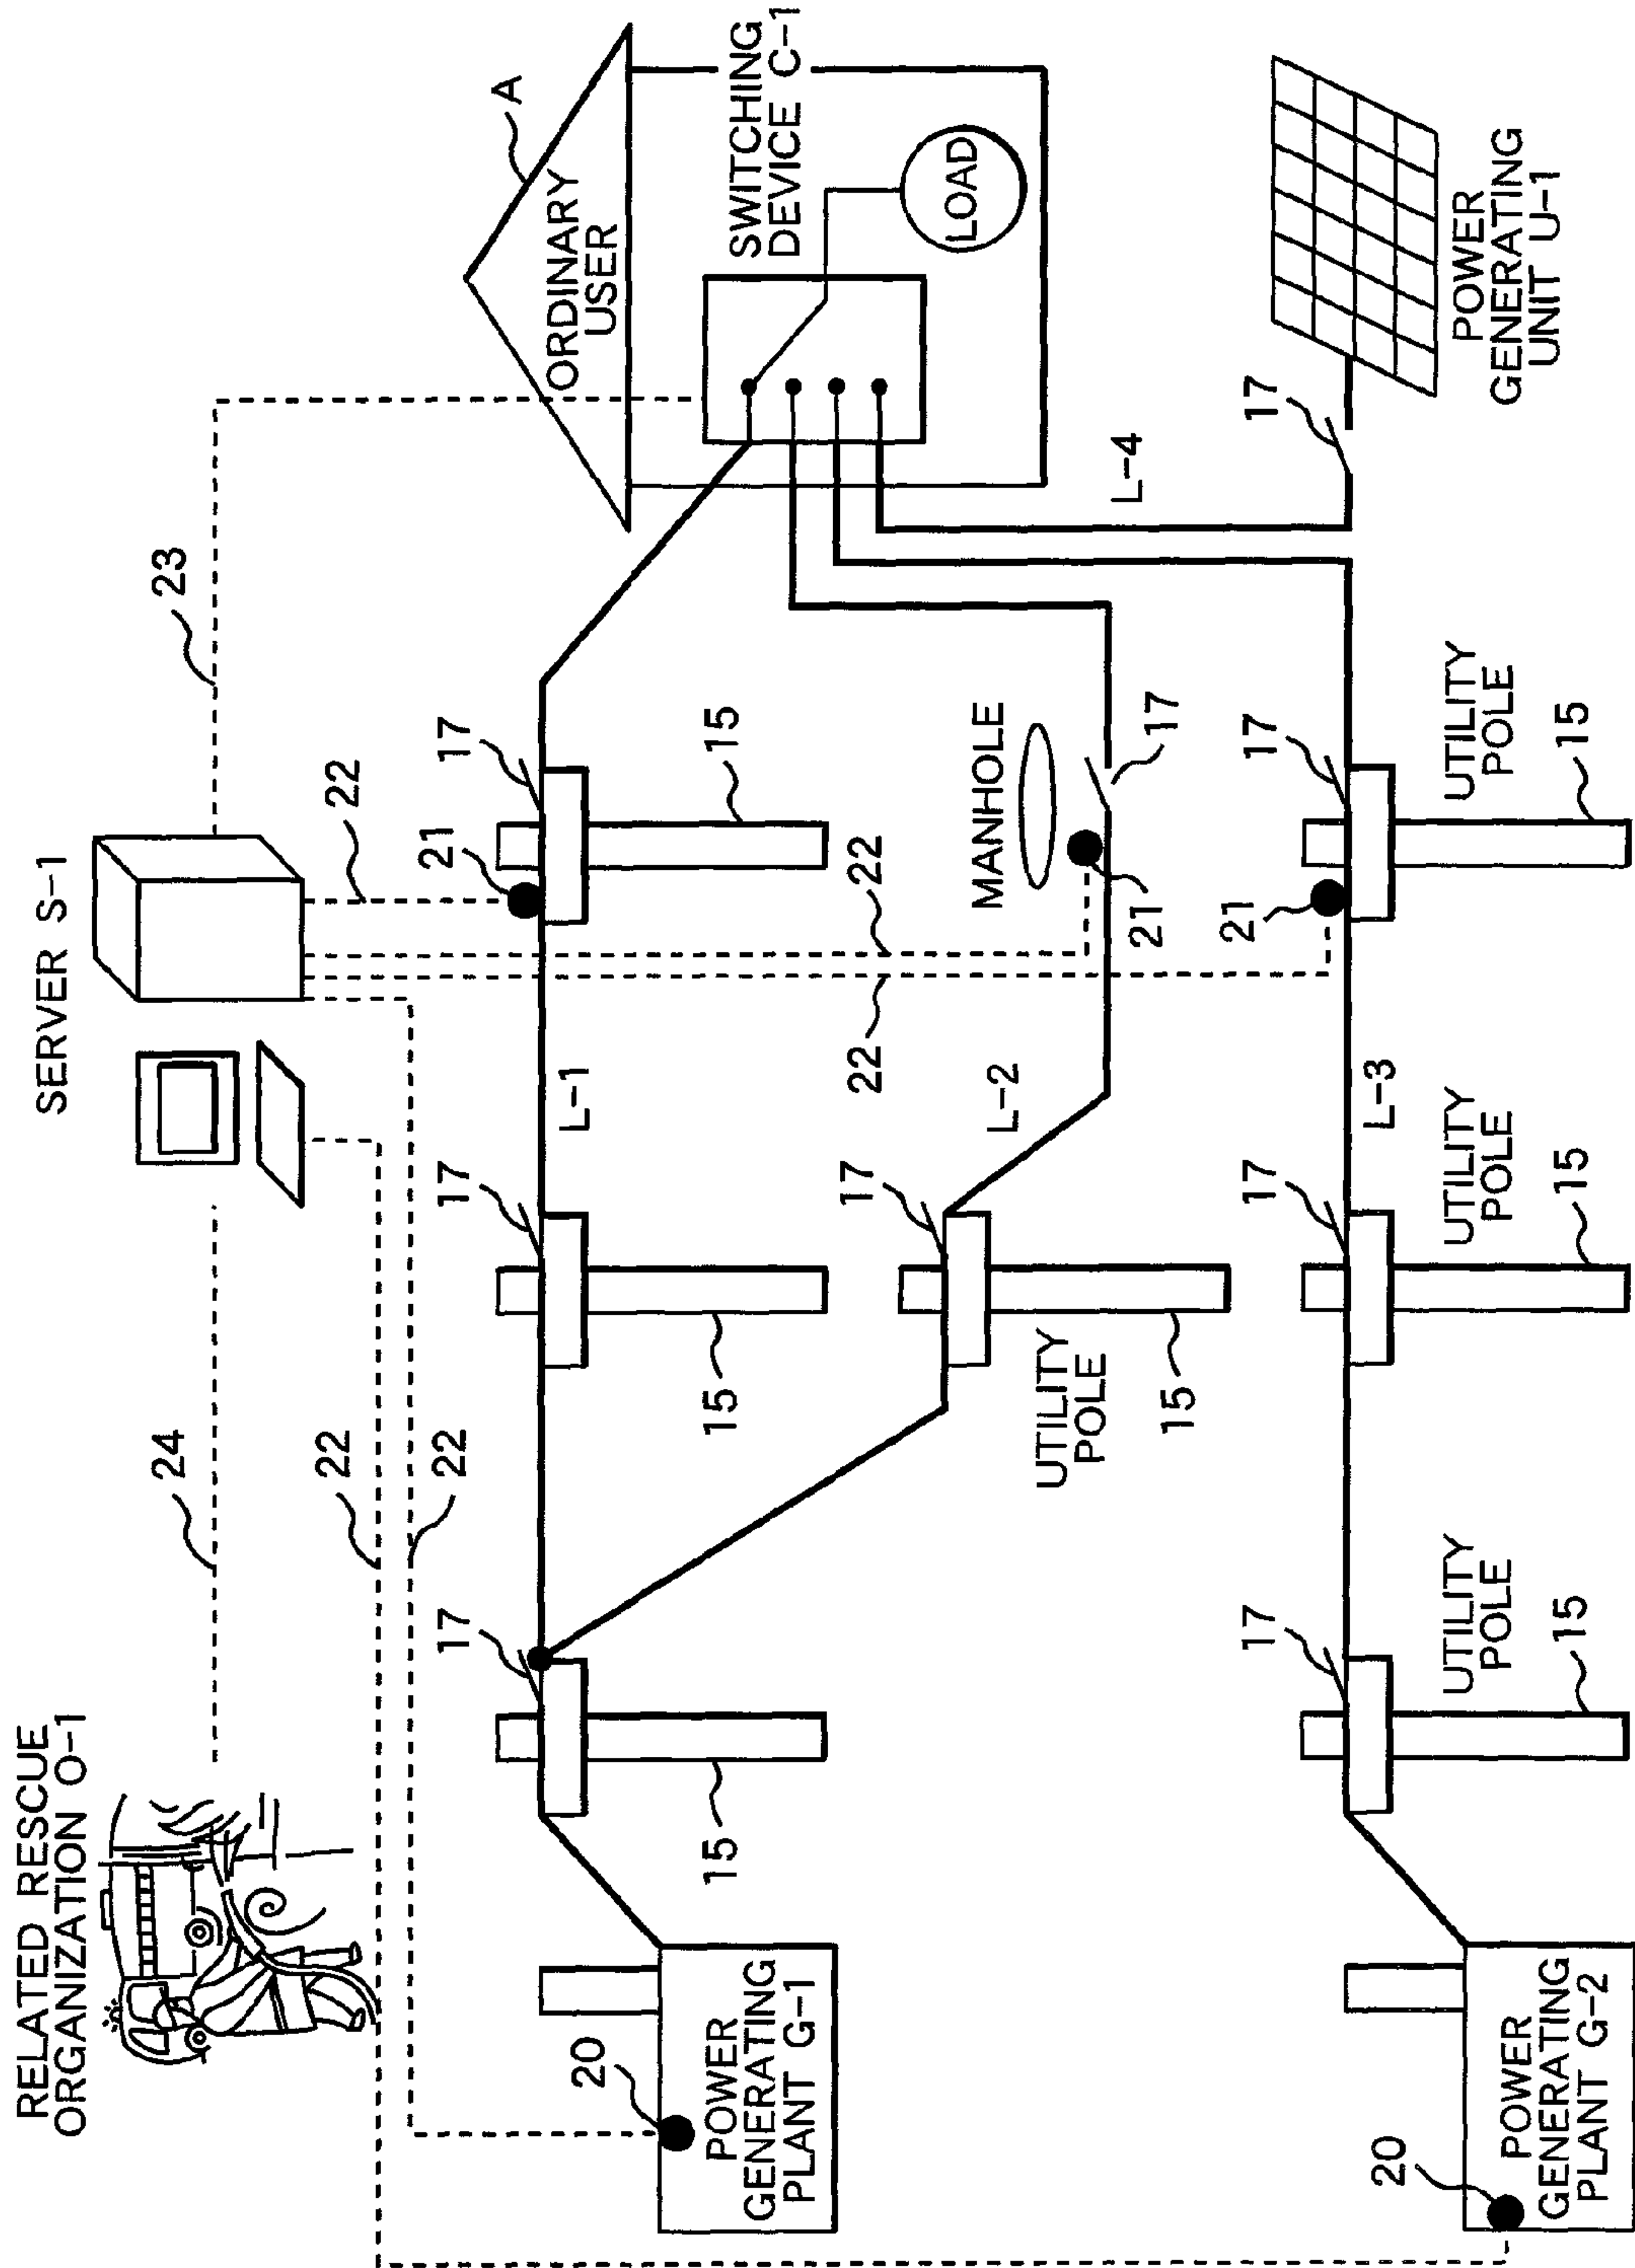 RELATED RESCUE
ORGANIZATION O-1
SERVER S-1
24
22
22
22
23
A
ORDINARY
USER
SWITCHING
DEVICE C-1
LOAD
17
17
17
21
L-1
15
15
15
20
POWER
GENERATING
PLANT G-1
22
22
17
L-2
MANHOLE
21
17
UTILITY
POLE
15
L-4
17
POWER
GENERATING
UNIT U-1
17
17
21
17
L-3
UTILITY
POLE
15
UTILITY
POLE
15
UTILITY
POLE
15
20
POWER
GENERATING
PLANT G-2